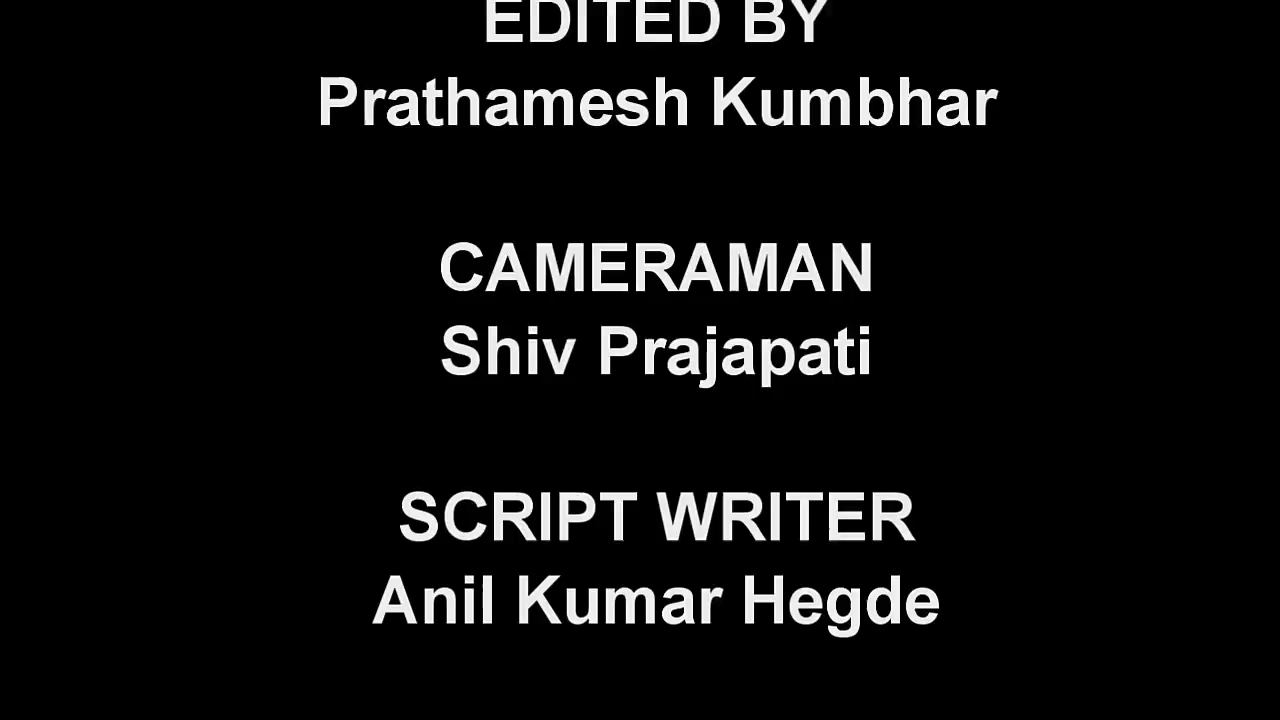 EDITED BY
Prathamesh Kumbhar
CAMERAMAN
Shiv Prajapati
SCRIPT WRITER
Anil Kumar Hegde